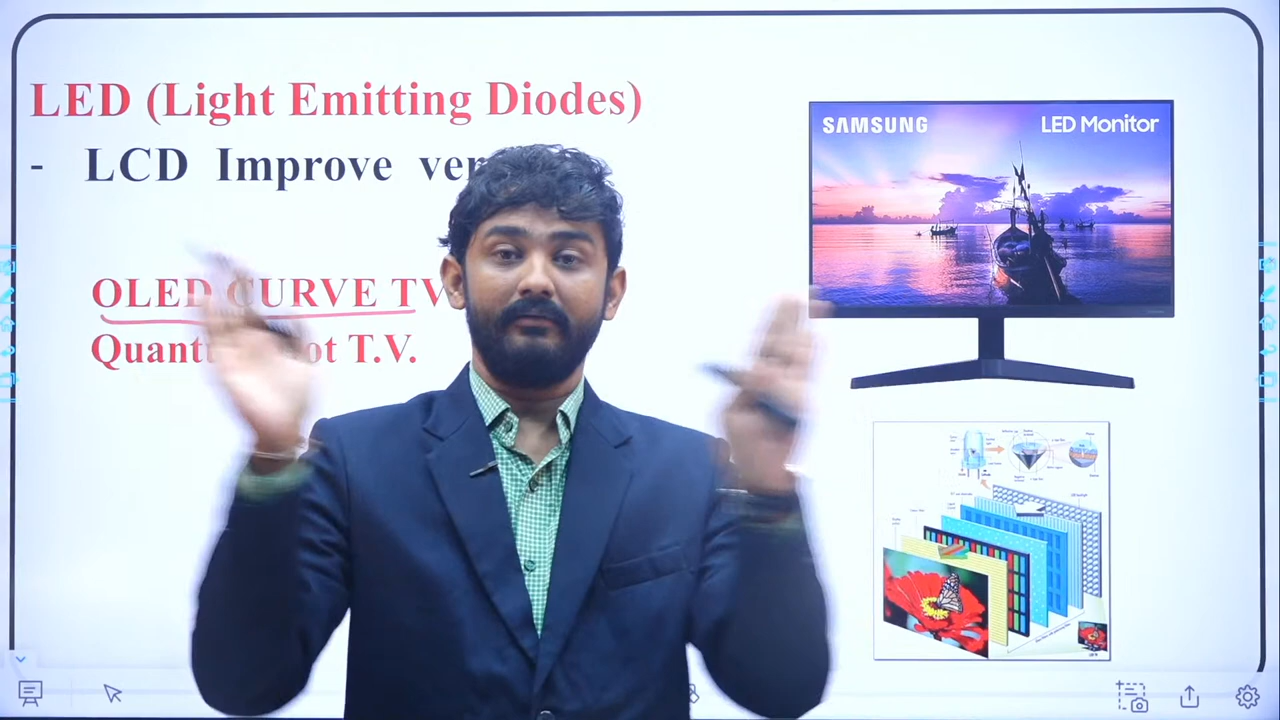 LED (Light Emitting Diodes)
- LCD Improve ver
OLED CURVE TV
Quant ot T.V.
SAMSUNG
LED Monitor